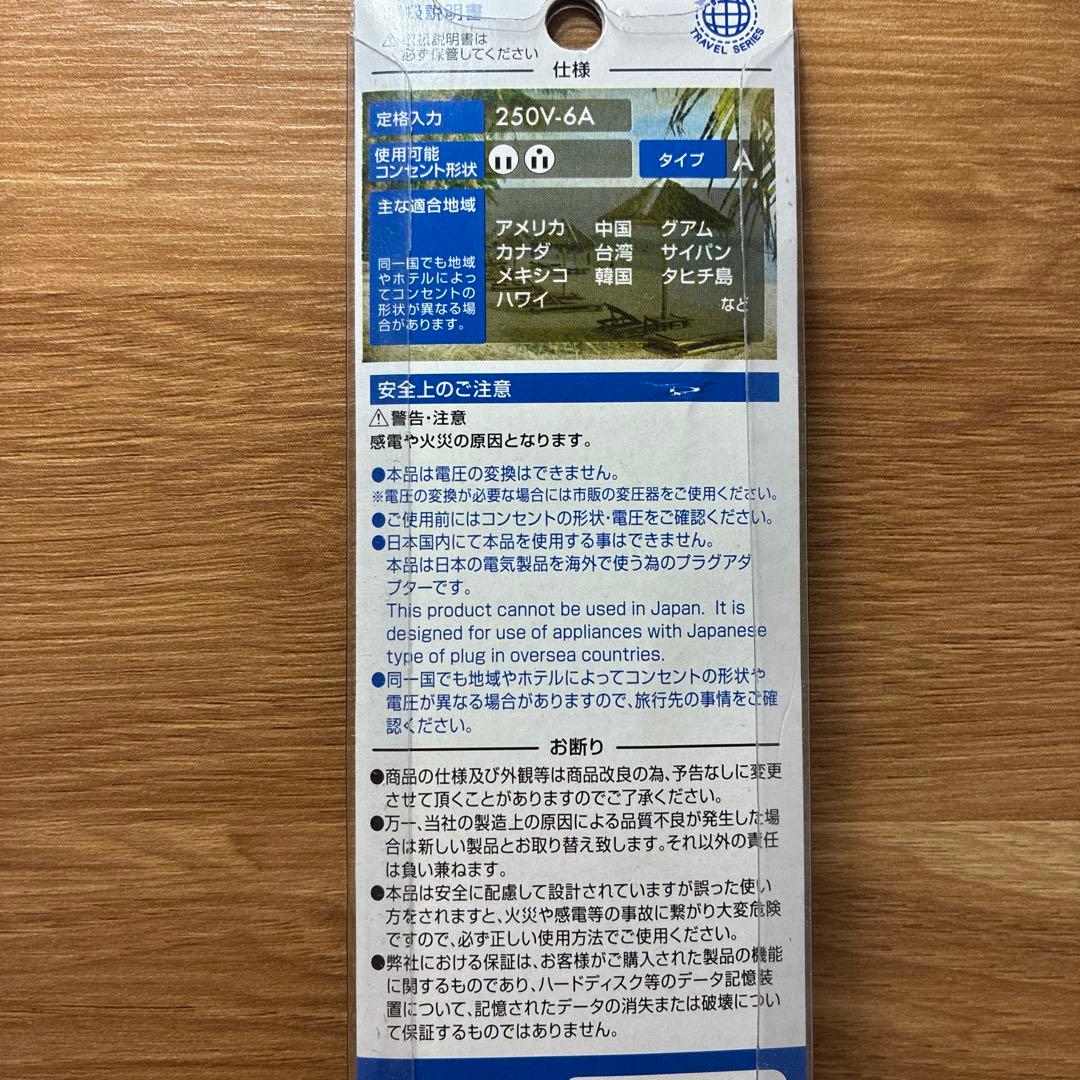 取扱説明書
TRAVEL SERIES
⚠取扱説明書は
必ず保管してください
仕様
定格入力 250V-6A
使用可能
コンセント形状
タイプ A
主な適合地域
同一国でも地域
やホテルによっ
てコンセントの
形状が異なる場
合があります。
アメリカ 中国 グアム
カナダ 台湾 サイパン
メキシコ 韓国 タヒチ島
ハワイ など
安全上のご注意
⚠警告・注意
感電や火災の原因となります。
●本品は電圧の変換はできません。
※電圧の変換が必要な場合には市販の変圧器をご使用ください。
●ご使用前にはコンセントの形状・電圧をご確認ください。
●日本国内にて本品を使用する事はできません。
本品は日本の電気製品を海外で使う為のプラグアダ
プターです。
This product cannot be used in Japan. It is
designed for use of appliances with Japanese
type of plug in oversea countries.
●同一国でも地域やホテルによってコンセントの形状や
電圧が異なる場合がありますので、旅行先の事情をご確
認ください。
お断り
●商品の仕様及び外観等は商品改良の為、予告なしに変更
させて頂くことがありますのでご了承ください。
●万一、当社の製造上の原因による品質不良が発生した場
合は新しい製品とお取り替え致します。それ以外の責任
は負い兼ねます。
●本品は安全に配慮して設計されていますが誤った使い
方をされますと、火災や感電等の事故に繋がり大変危険
ですので、必ず正しい使用方法でご使用ください。
●弊社における保証は、お客様がご購入された製品の機能
に関するものであり、ハードディスク等のデータ記憶装
置について、記憶されたデータの消失または破壊につい
て保証するものではありません。